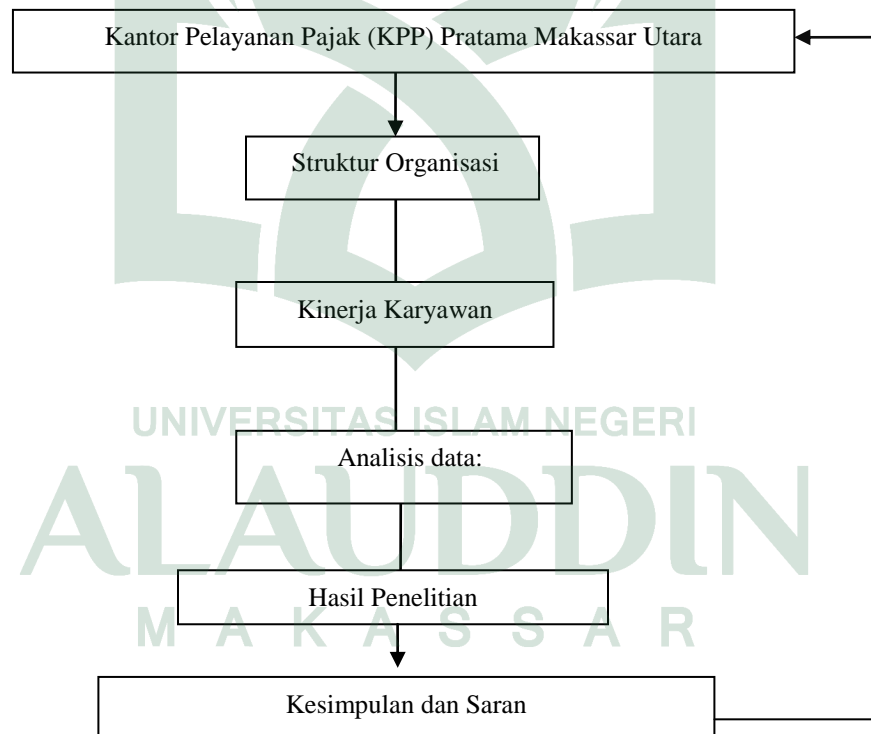 Kantor Pelayanan Pajak (KPP) Pratama Makassar Utara
Struktur Organisasi
Kinerja Karyawan
UNIVERSITAS ISLAM NEGERI
Analisis data:
ALAUDDIN
Hasil Penelitian
MAKASSAR
Kesimpulan dan Saran